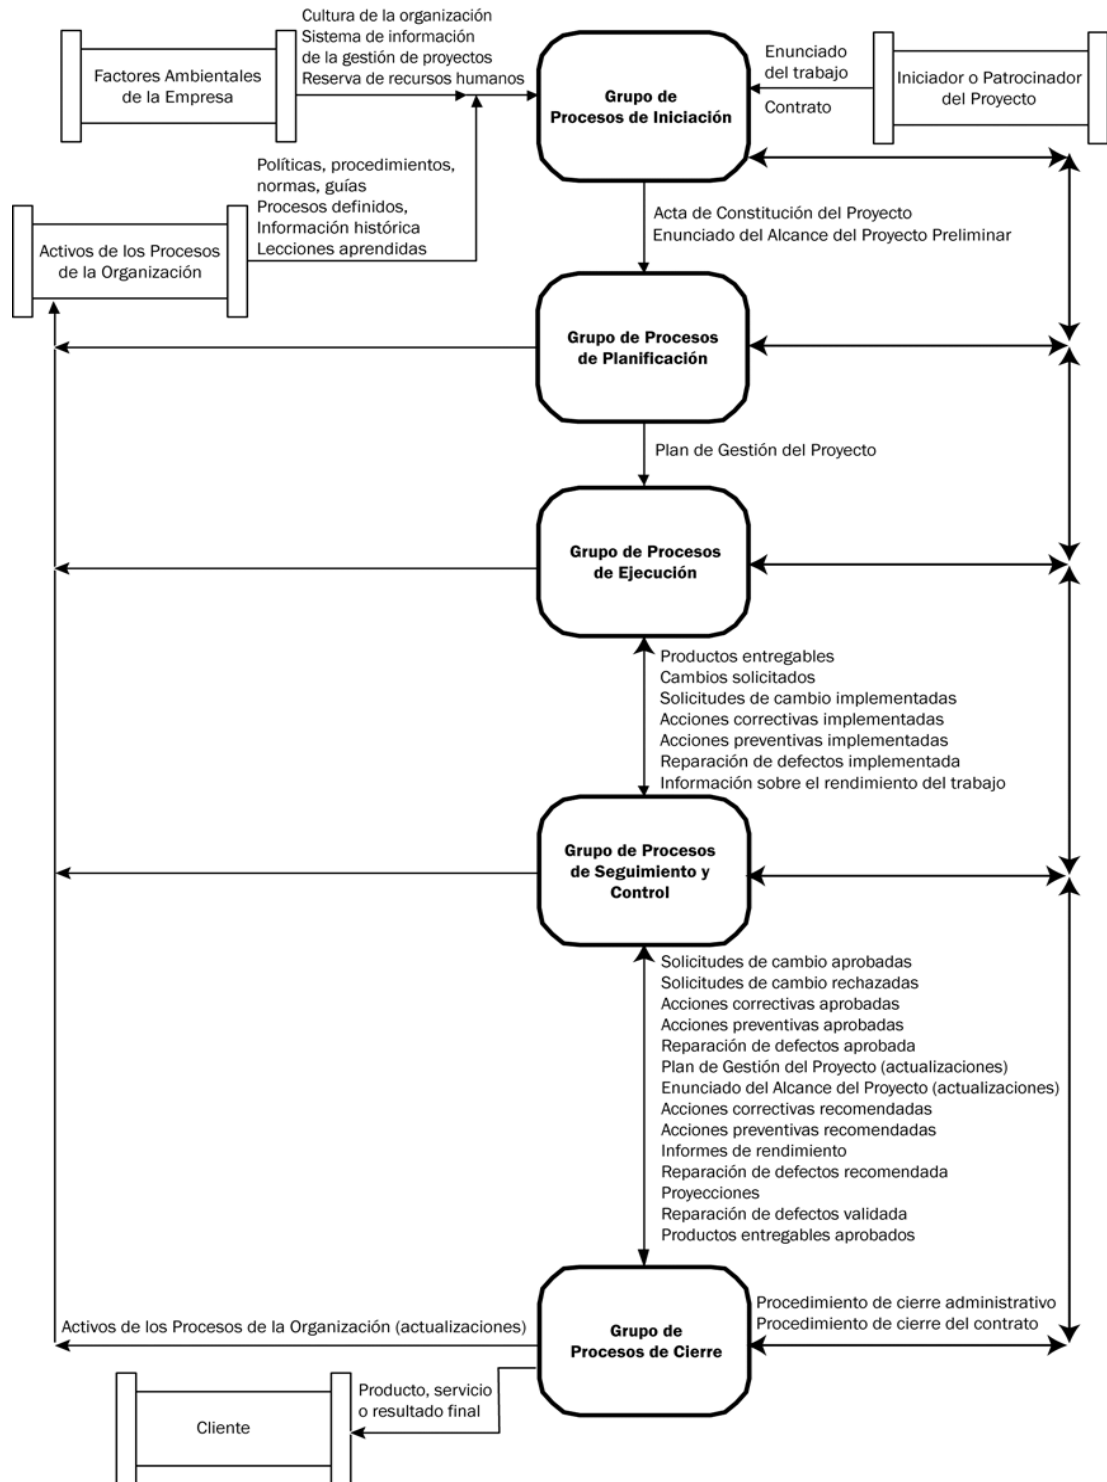 Cultura de la organización
Sistema de información
de la gestión de proyectos
Reserva de recursos humanos
Factores Ambientales
de la Empresa
Grupo de
Procesos de Iniciación
Enunciado
del trabajo
Contrato
Iniciador o Patrocinador
del Proyecto
Políticas, procedimientos,
normas, guías
Procesos definidos,
Información histórica
Lecciones aprendidas
Activos de los Procesos
de la Organización
Acta de Constitución del Proyecto
Enunciado del Alcance del Proyecto Preliminar
Grupo de Procesos
de Planificación
Plan de Gestión del Proyecto
Grupo de Procesos
de Ejecución
Productos entregables
Cambios solicitados
Solicitudes de cambio implementadas
Acciones correctivas implementadas
Acciones preventivas implementadas
Reparación de defectos implementada
Información sobre el rendimiento del trabajo
Grupo de Procesos
de Seguimiento y
Control
Solicitudes de cambio aprobadas
Solicitudes de cambio rechazadas
Acciones correctivas aprobadas
Acciones preventivas aprobadas
Reparación de defectos aprobada
Plan de Gestión del Proyecto (actualizaciones)
Enunciado del Alcance del Proyecto (actualizaciones)
Acciones correctivas recomendadas
Acciones preventivas recomendadas
Informes de rendimiento
Reparación de defectos recomendada
Proyecciones
Reparación de defectos validada
Productos entregables aprobados
Procedimiento de cierre administrativo
Procedimiento de cierre del contrato
Activos de los Procesos de la Organización (actualizaciones)
Grupo de
Procesos de Cierre
Producto, servicio
o resultado final
Cliente